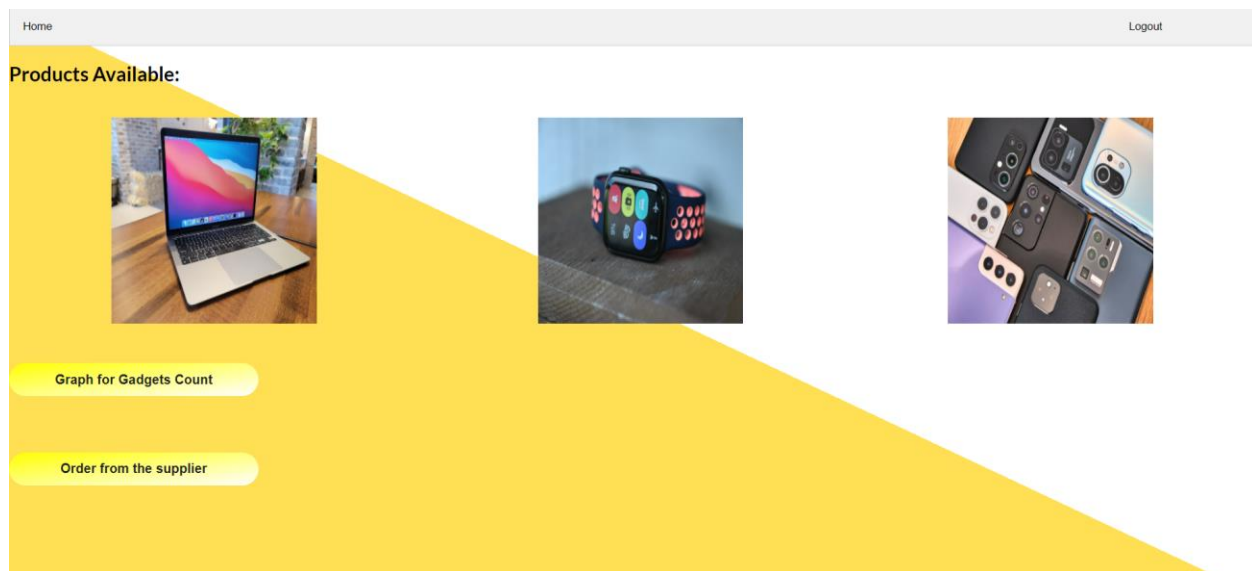 Home
Logout
Products Available:
Graph for Gadgets Count
Order from the supplier